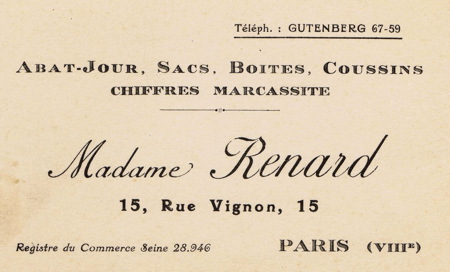 Téléph. : GUTENBERG 67-59
ABAT-JOUR, SACS, BOITES, COUSSINS
CHIFFRES MARCASSITE
Madame Renard
15, Rue Vignon, 15
Registre du Commerce Seine 28.946
PARIS (VIIIE)